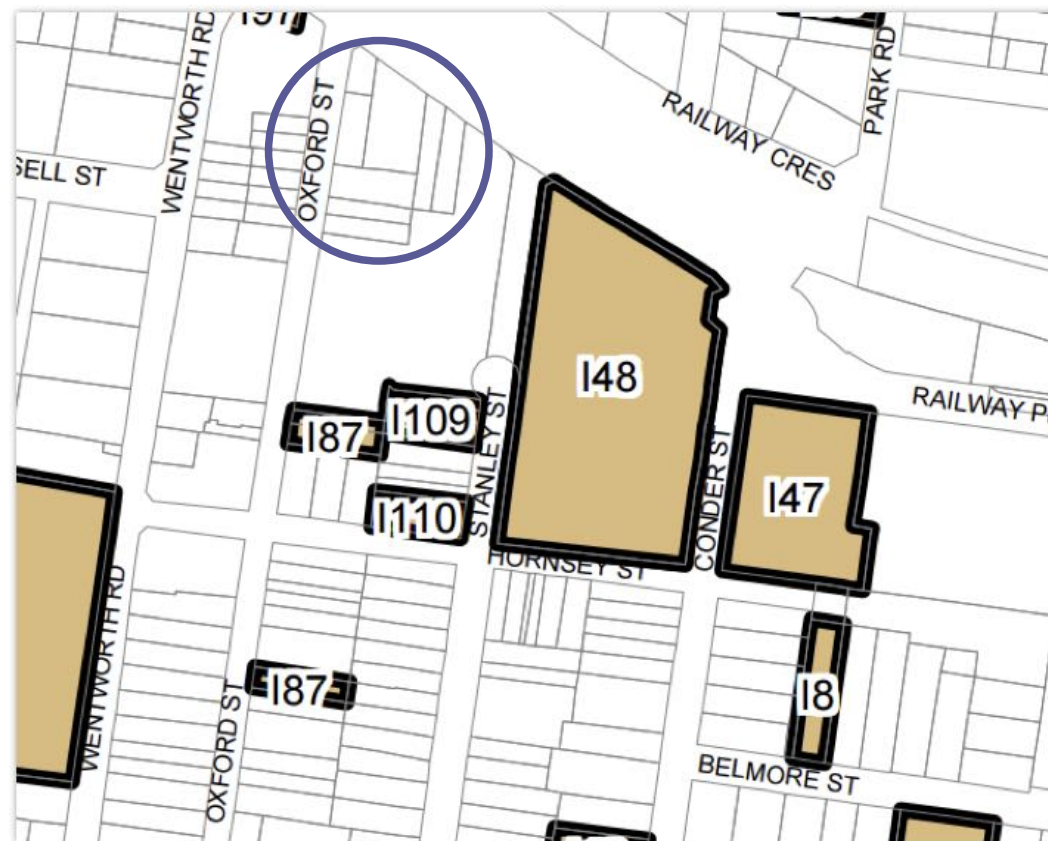 I97
WENTWORTH RD
OXFORD ST
RAILWAY CRES
PARK RD
SELL ST
I48
RAILWAY P
I109
I87
STANLEY ST
I110
CONDER ST
I47
HORNSEY ST
WENTWORTH RD
I87
OXFORD ST
I8
BELMORE ST